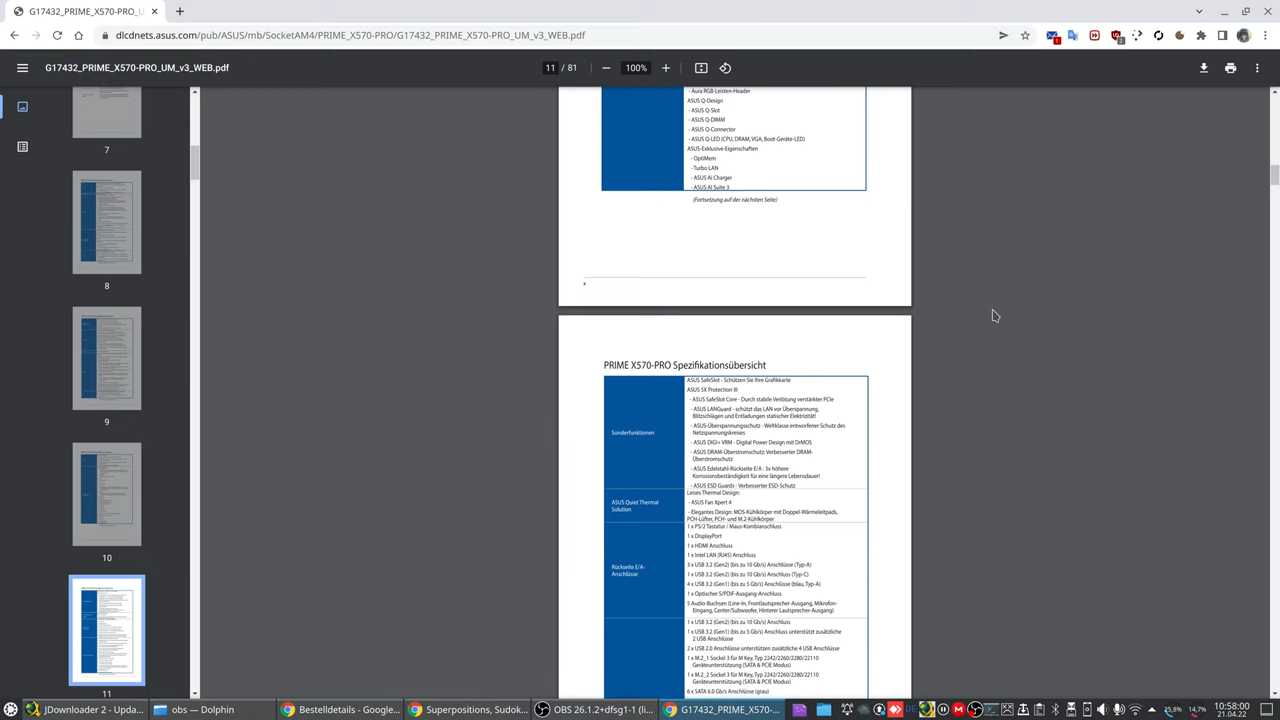 G17432_PRIME_X570-PRO_U
dlcdnets.asus.com/pub/ASUS/mb/SocketAM4/PRIME_X570-PRO/G17432_PRIME_X570-PRO_UM_v3_WEB.pdf
G17432_PRIME_X570-PRO_UM_v3_WEB.pdf
11 / 81
100%
7
8
9
10
11
- Aura RGB-Leisten-Header
ASUS Q-Design
- ASUS Q-Slot
- ASUS Q-DIMM
- ASUS Q-Connector
- ASUS Q-LED (CPU, DRAM, VGA, Boot-Geräte-LED)
ASUS-Exklusive-Eigenschaften
- OptiMem
- Turbo LAN
- ASUS Ai Charger
- ASUS AI Suite 3
(Fortsetzung auf der nächsten Seite)
x
PRIME X570-PRO Spezifikationsübersicht
Sonderfunktionen
ASUS SafeSlot - Schützen Sie Ihre Grafikkarte
ASUS 5X Protection III
- ASUS SafeSlot Core - Durch stabile Verlötung verstärkter PCIe
- ASUS LANGuard - schützt das LAN vor Überspannung,
Blitzschlägen und Entladungen statischer Elektrizität!
- ASUS-Überspannungsschutz - Weltklasse entworfener Schutz des
Netzspannungskreises
- ASUS DIGI+ VRM - Digital Power Design mit DrMOS
- ASUS DRAM-Überstromschutz: Verbesserter DRAM-
Überstromschutz
- ASUS Edelstahl-Rückseite E/A : 3x höhere
Korrosionsbeständigkeit für eine längere Lebensdauer!
- ASUS ESD Guards - Verbesserter ESD-Schutz
ASUS Quiet Thermal
Solution
Leises Thermal Design:
- ASUS Fan Xpert 4
- Elegantes Design: MOS-Kühlkörper mit Doppel-Wärmeleitpads,
PCH-Lüfter, PCH- und M.2-Kühlkörper
Rückseite E/A-
Anschlüsse
1 x PS/2 Tastatur / Maus-Kombianschluss
1 x DisplayPort
1 x HDMI Anschluss
1 x Intel LAN (RJ45) Anschluss
3 x USB 3.2 (Gen2) (bis zu 10 Gb/s) Anschlüsse (Typ-A)
1 x USB 3.2 (Gen2) (bis zu 10 Gb/s) Anschluss (Typ-C)
4 x USB 3.2 (Gen1) (bis zu 5 Gb/s) Anschlüsse (blau, Typ-A)
1 x Optischer S/PDIF-Ausgang-Anschluss
5 Audio-Buchsen (Line-In, Frontlautsprecher-Ausgang, Mikrofon-
Eingang, Center/Subwoofer, Hinterer Lautsprecher-Ausgang)
1 x USB 3.2 (Gen2) (bis zu 10 Gb/s) Anschluss
1 x USB 3.2 (Gen1) (bis zu 5 Gb/s) Anschluss unterstützt zusätzliche
2 USB Anschlüsse
2 x USB 2.0 Anschlüsse unterstützen zusätzliche 4 USB Anschlüsse
1 x M.2_1 Sockel 3 für M Key, Typ 2242/2260/2280/22110
Geräteunterstützung (SATA & PCIE Modus)
1 x M.2_2 Sockel 3 für M Key, Typ 2242/2260/2280/22110
Geräteunterstützung (SATA & PCIE Modus)
6 x SATA 6.0 Gb/s Anschlüsse (grau)
r 2 - Upda...
obs — Dolphin
Videodetails - Google...
OBS 26.1.2+dfsg1-1 (li...
G17432_PRIME_X570-...
DE
10:58:00
21.06.22